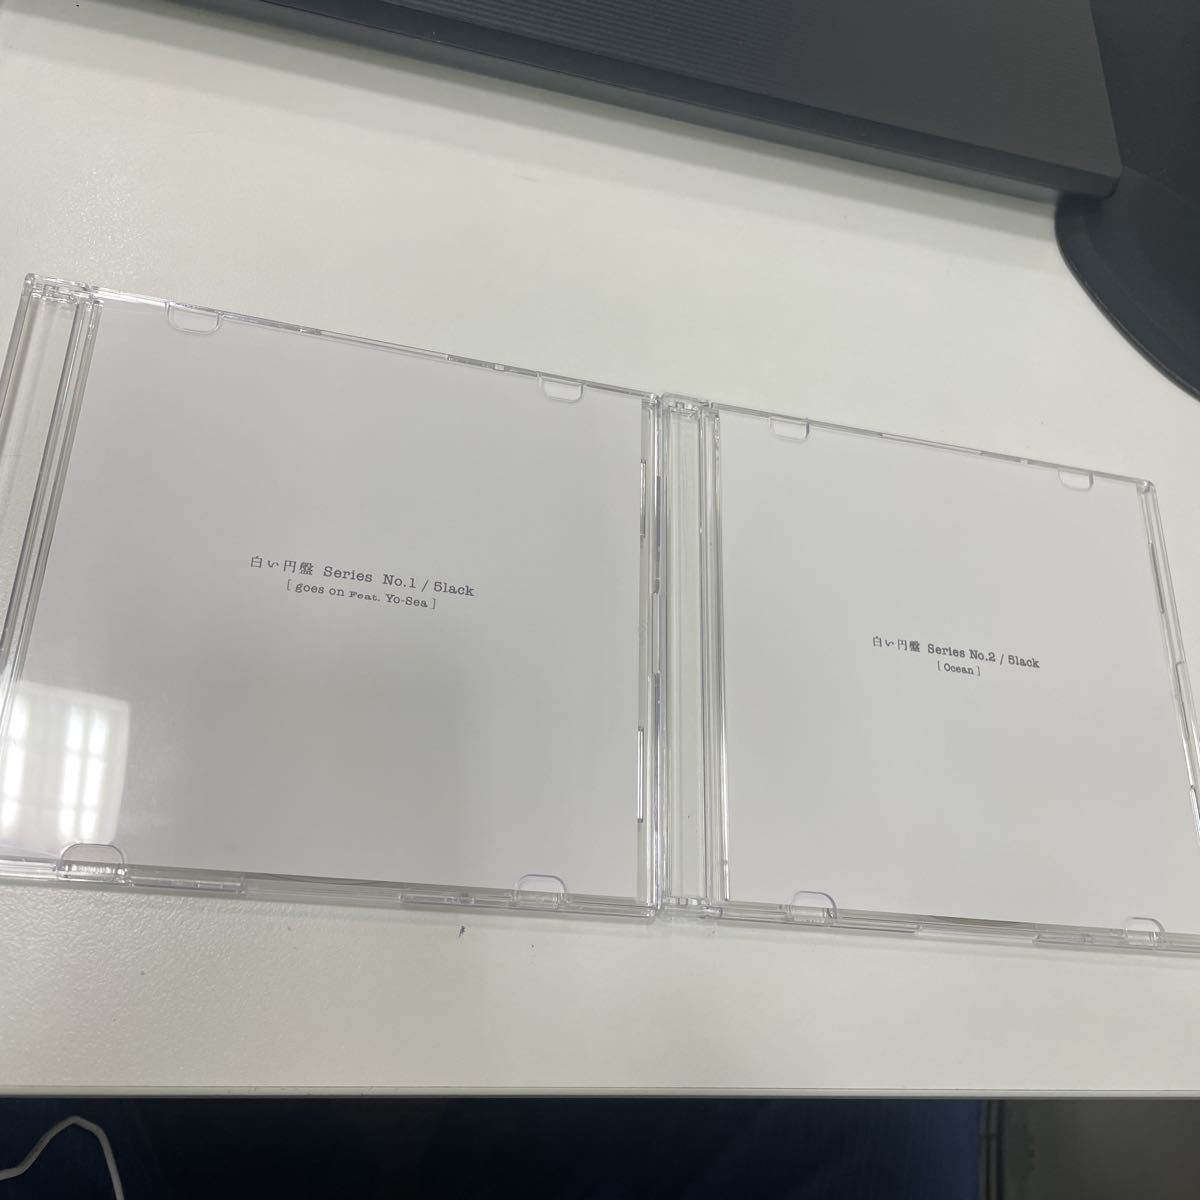 白い円盤 Series No.1 / 5lack
[ goes on Feat. Yo-Sea ]
白い円盤 Series No.2 / 5lack
[ Ocean ]